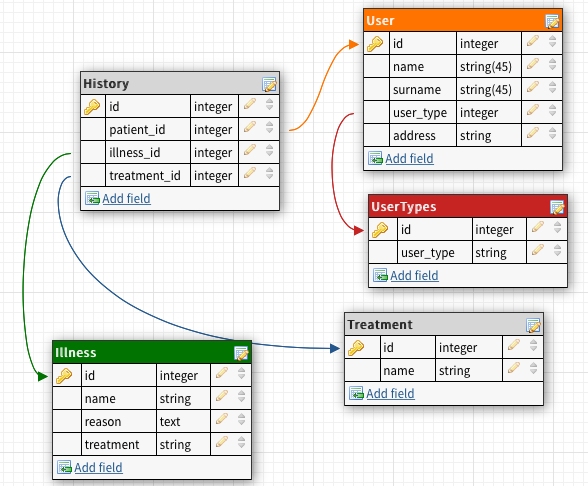 User
id integer
name string(45)
surname string(45)
user_type integer
address string
Add field
History
id integer
patient_id integer
illness_id integer
treatment_id integer
Add field
UserTypes
id integer
user_type string
Add field
Treatment
id integer
name string
Add field
Illness
id integer
name string
reason text
treatment string
Add field